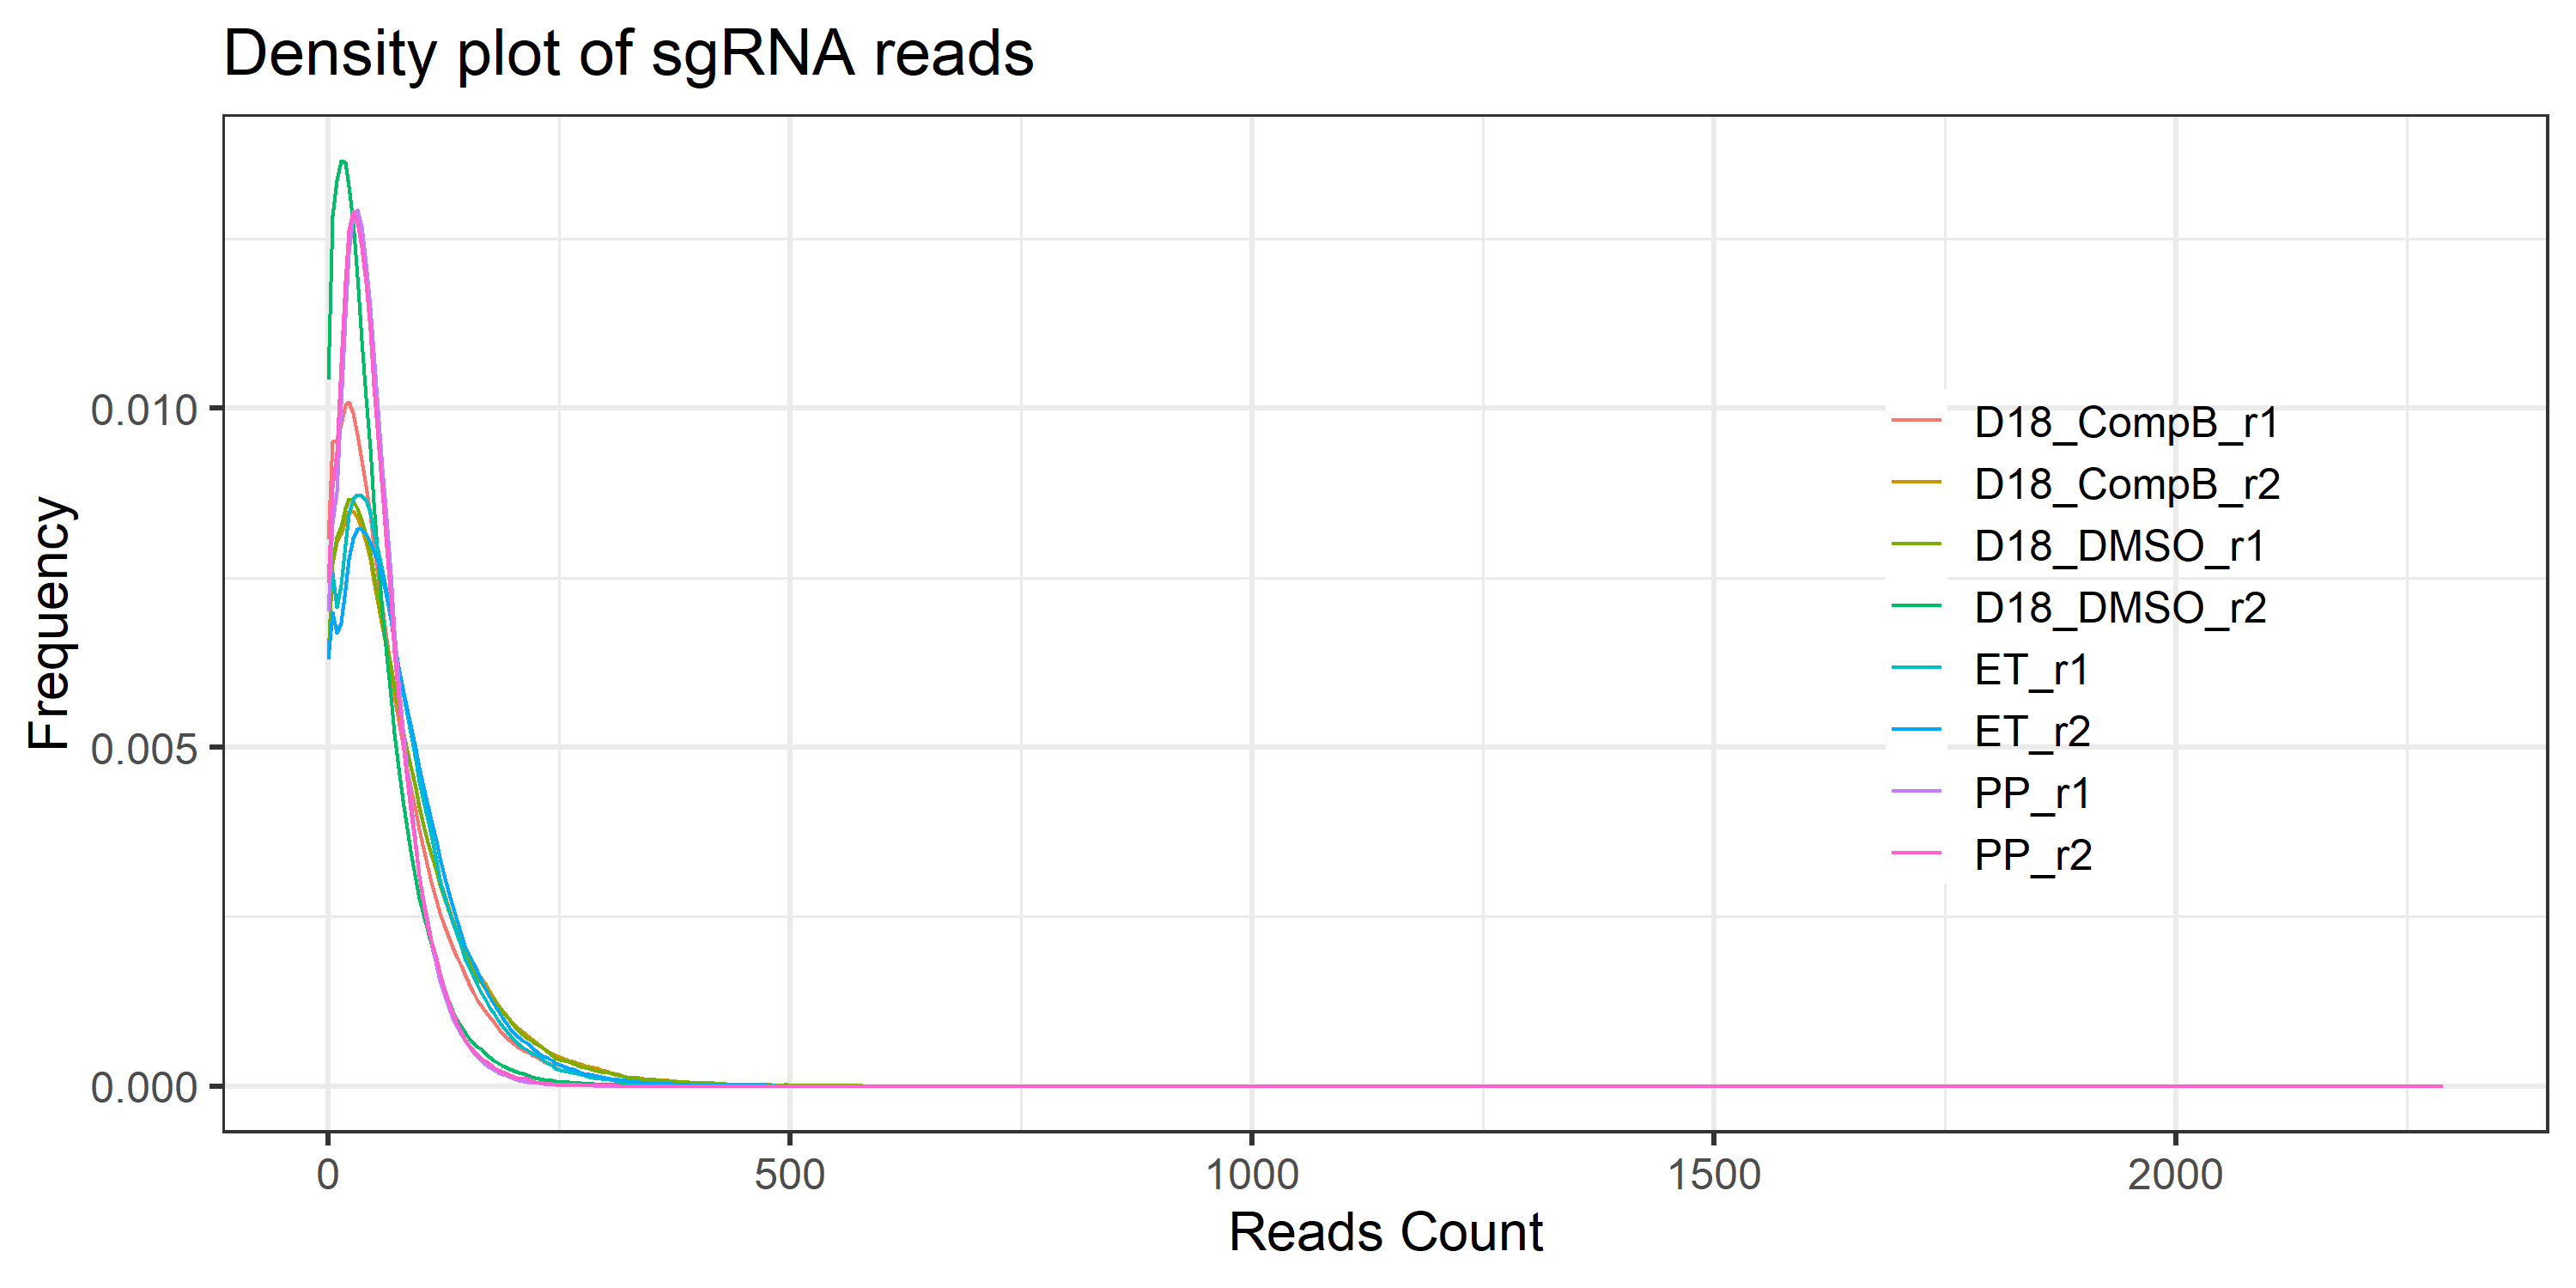 Density plot of sgRNA reads
Frequency
0.010
0.005
0.000
0
500
1000
1500
2000
Reads Count
D18_CompB_r1
D18_CompB_r2
D18_DMSO_r1
D18_DMSO_r2
ET_r1
ET_r2
PP_r1
PP_r2